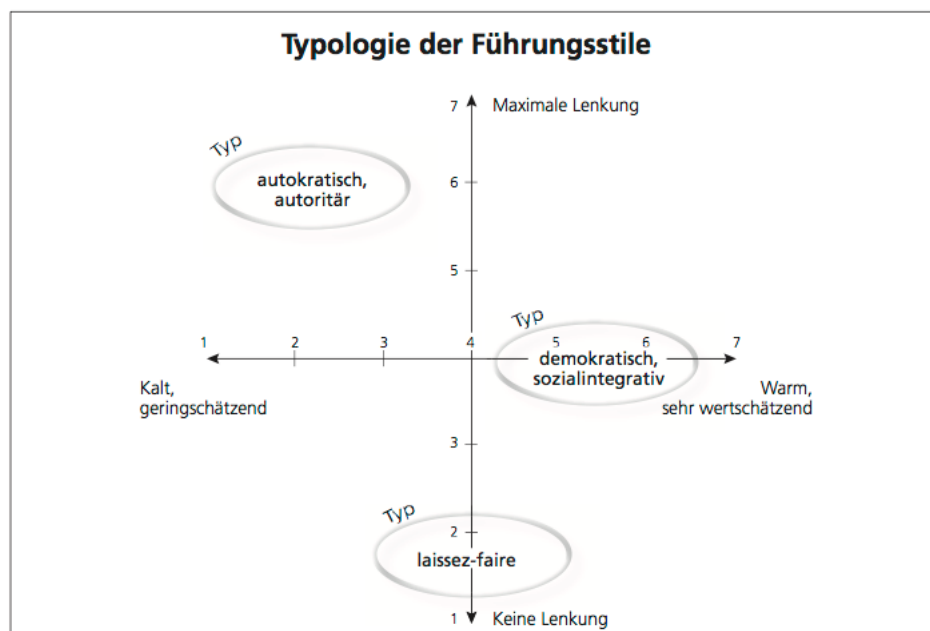 Typologie der Führungsstile
7 Maximale Lenkung
Typ
autokratisch,
autoritär
6
5
Typ
1 2 3 4 5 6 7
demokratisch,
sozialintegrativ
Kalt,
geringschätzend
Warm,
sehr wertschätzend
3
Typ
2
laissez-faire
1 Keine Lenkung